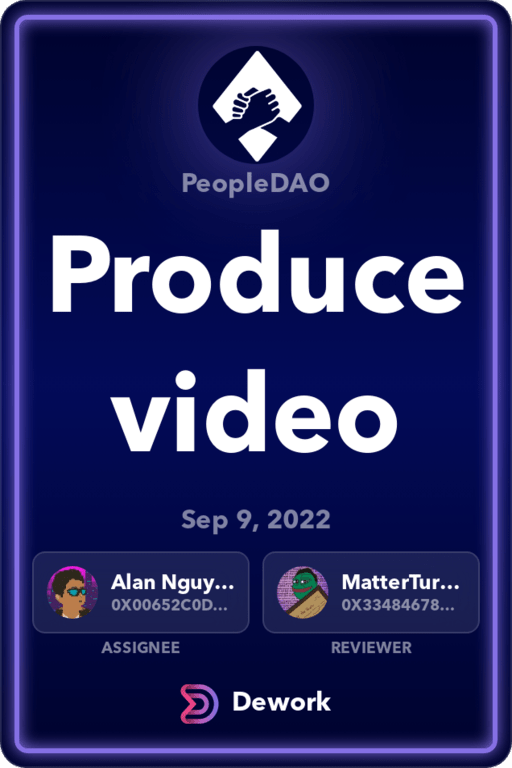 PeopleDAO
Produce
video
Sep 9, 2022
Alan Nguy...
0X00652C0D...
MatterTur...
0X33484678...
ASSIGNEE
REVIEWER
Dework